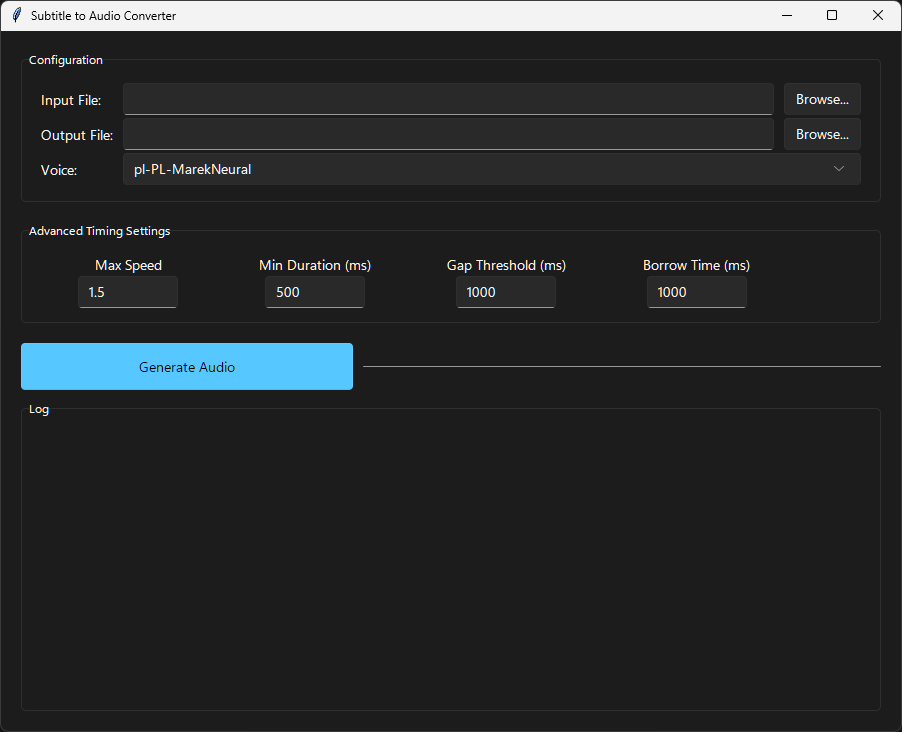 Subtitle to Audio Converter
Configuration
Input File:
Browse...
Output File:
Browse...
Voice:
pl-PL-MarekNeural
Advanced Timing Settings
Max Speed
Min Duration (ms)
Gap Threshold (ms)
Borrow Time (ms)
1.5
500
1000
1000
Generate Audio
Log